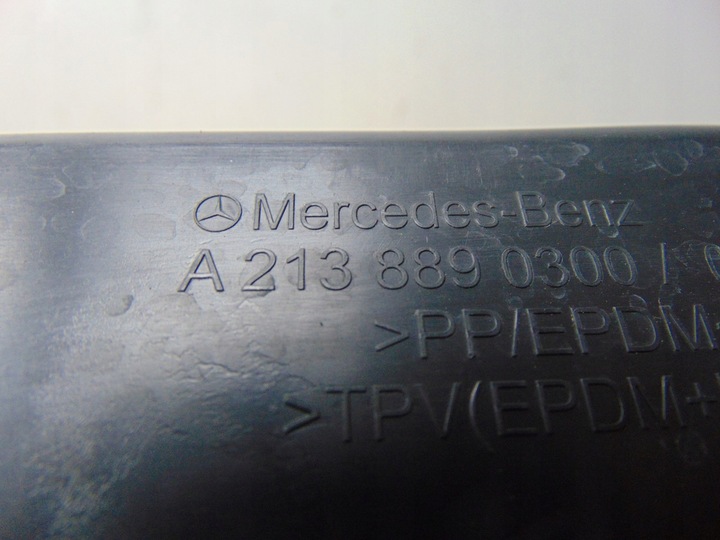 Mercedes-Benz
A 213 889 0300 /
>PP/EPDM
>TPV(EPDM+